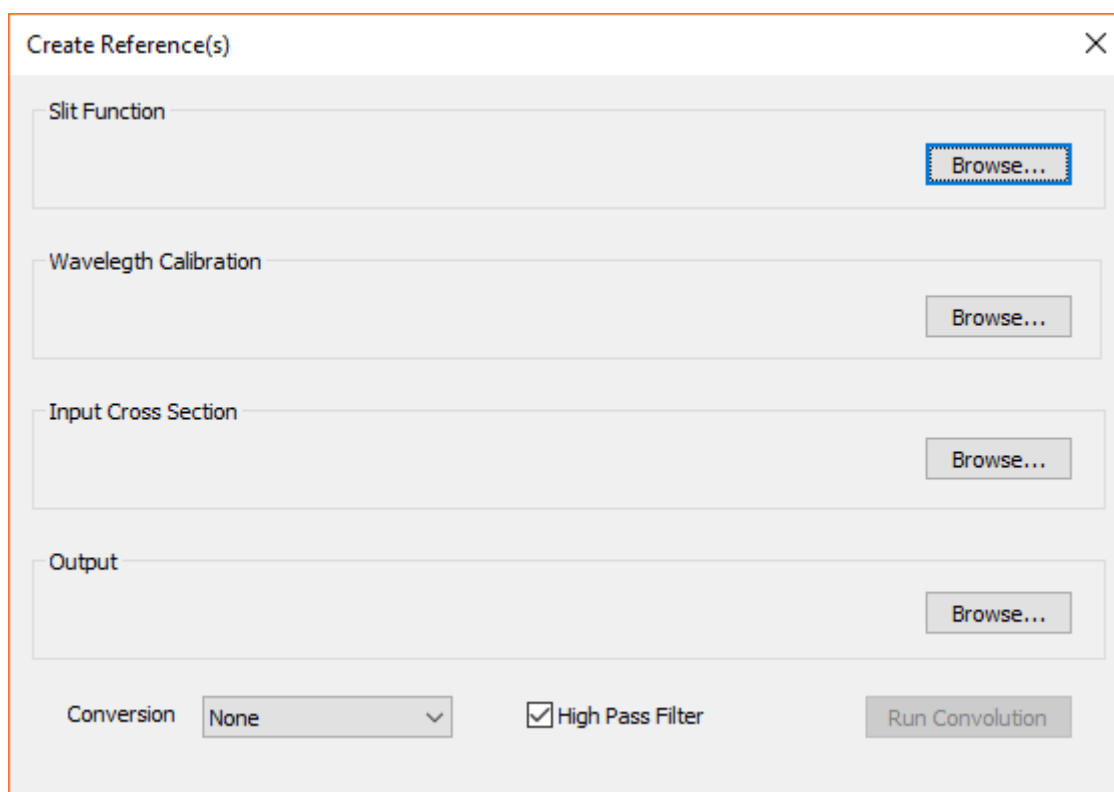 Create Reference(s)
Slit Function
Browse...
Wavelegth Calibration
Browse...
Input Cross Section
Browse...
Output
Browse...
Conversion None High Pass Filter Run Convolution